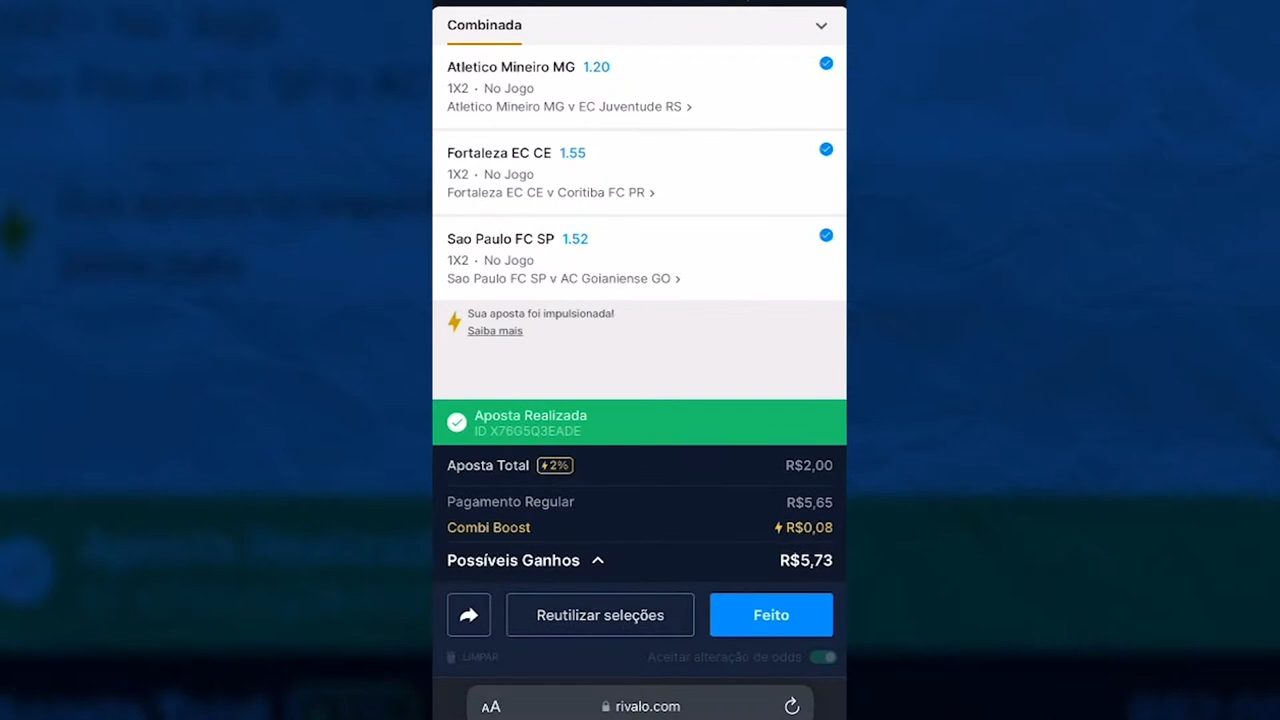 Combinada
Atletico Mineiro MG 1.20
1X2 • No Jogo
Atletico Mineiro MG v EC Juventude RS >
Fortaleza EC CE 1.55
1X2 • No Jogo
Fortaleza EC CE v Coritiba FC PR >
Sao Paulo FC SP 1.52
1X2 • No Jogo
Sao Paulo FC SP v AC Goianiense GO >
Sua aposta foi impulsionada!
Saiba mais
Aposta Realizada
ID X76G5Q3EADE
Aposta Total 2% R$2,00
Pagamento Regular R$5,65
Combi Boost R$0,08
Possíveis Ganhos R$5,73
Reutilizar seleções Feito
LIMPAR Aceitar alteração de odds
AA rivalo.com